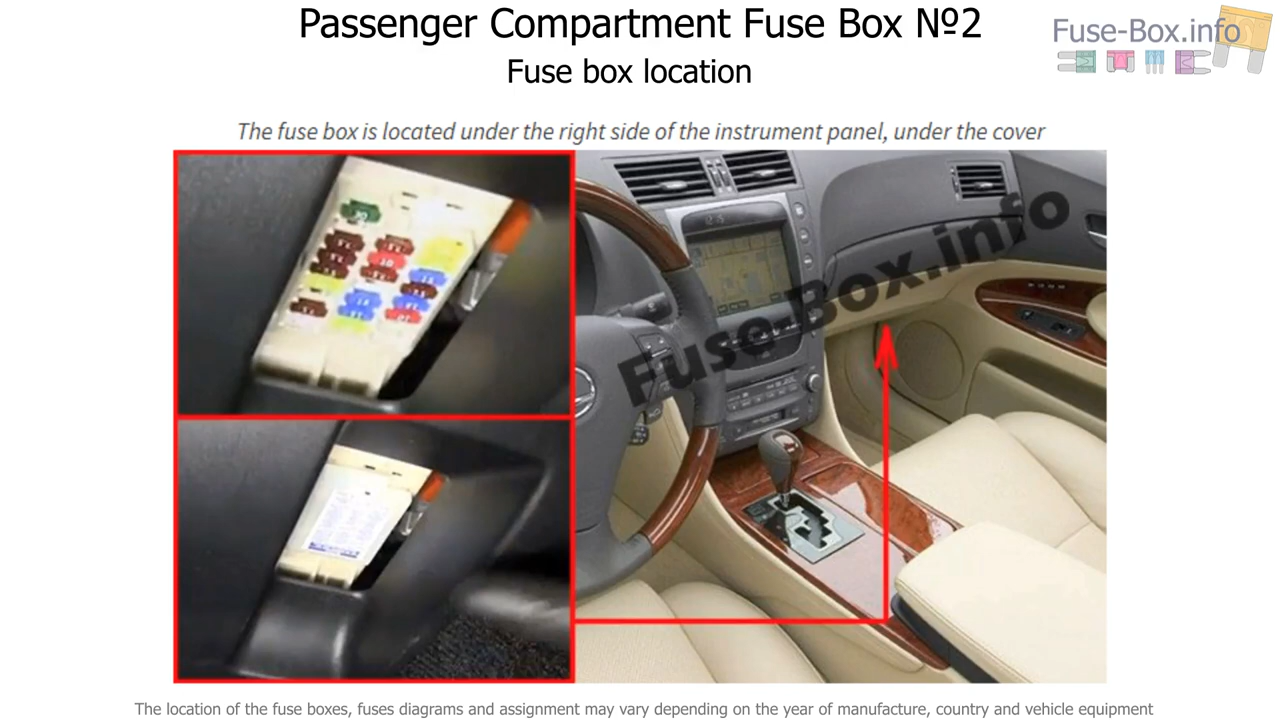 Passenger Compartment Fuse Box №2
Fuse-Box.info
Fuse box location
The fuse box is located under the right side of the instrument panel, under the cover
Fuse-Box.info
The location of the fuse boxes, fuses diagrams and assignment may vary depending on the year of manufacture, country and vehicle equipment